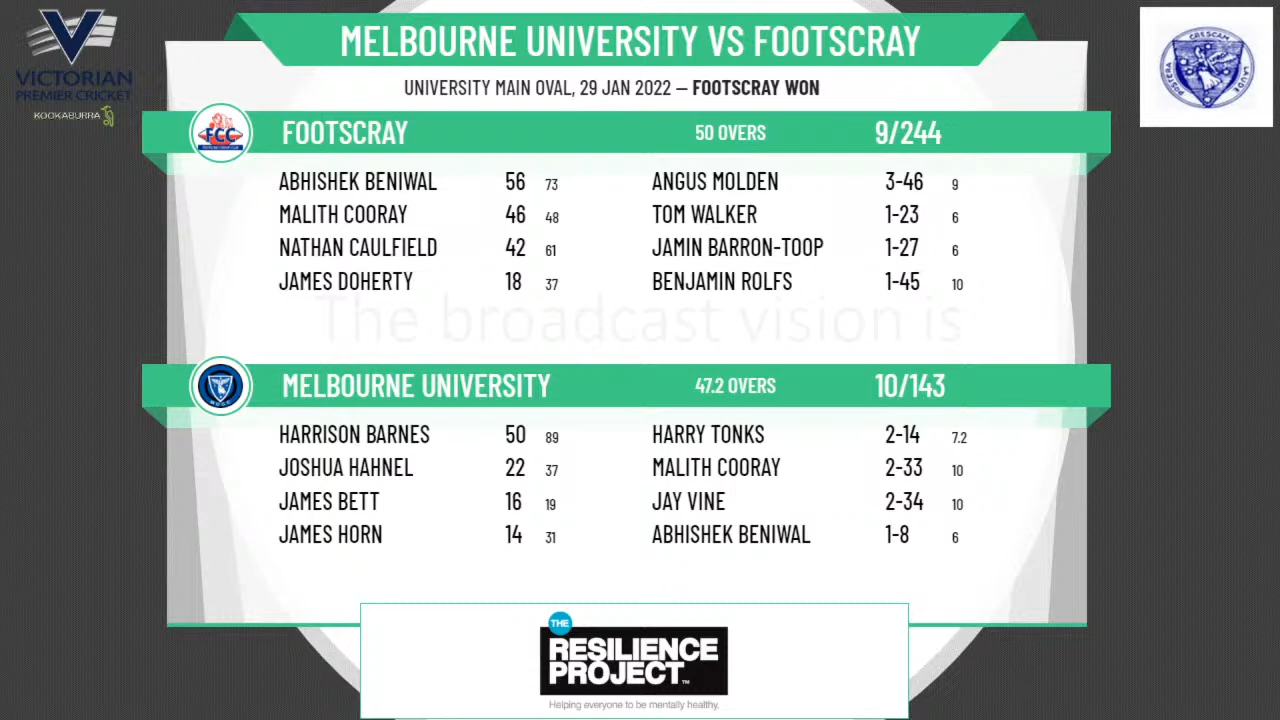 MELBOURNE UNIVERSITY VS FOOTSCRAY
VICTORIAN
PREMIER CRICKET
KOOKABURRA
UNIVERSITY MAIN OVAL, 29 JAN 2022 – FOOTSCRAY WON
FCC
FOOTSCRAY 50 OVERS 9/244
ABHISHEK BENIWAL 56 73 ANGUS MOLDEN 3-46 9
MALITH COORAY 46 48 TOM WALKER 1-23 6
NATHAN CAULFIELD 42 61 JAMIN BARRON-TOOP 1-27 6
JAMES DOHERTY 18 37 BENJAMIN ROLFS 1-45 10
The broadcast vision is
MELBOURNE UNIVERSITY 47.2 OVERS 10/143
HARRISON BARNES 50 89 HARRY TONKS 2-14 7.2
JOSHUA HAHNEL 22 37 MALITH COORAY 2-33 10
JAMES BETT 16 19 JAY VINE 2-34 10
JAMES HORN 14 31 ABHISHEK BENIWAL 1-8 6
THE
RESILIENCE
PROJECT™
Helping everyone to be mentally healthy.